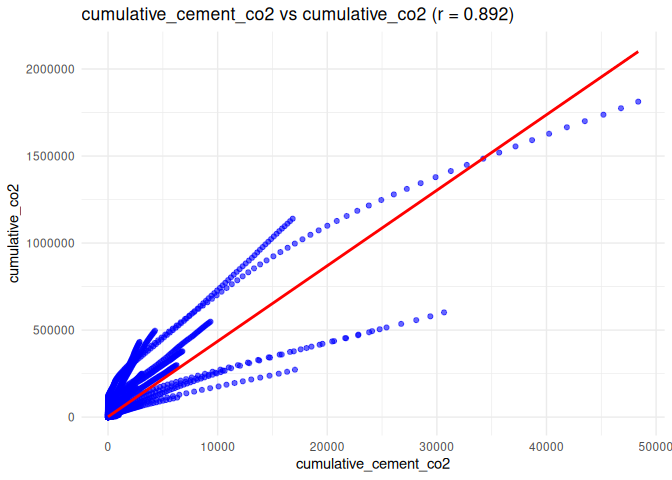 cumulative_cement_co2 vs cumulative_co2 (r = 0.892)
2000000
1500000
1000000
500000
0
cumulative_co2
0 10000 20000 30000 40000 50000
cumulative_cement_co2